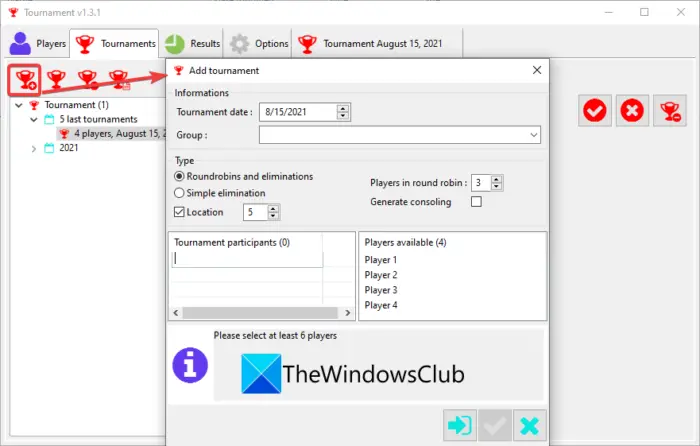 Tournament v1.3.1
Players
Tournaments
Results
Options
Tournament August 15, 2021
Tournament (1)
5 last tournaments
4 players, August 15, 2
2021
Add tournament
Informations
Tournament date :
8/15/2021
Group :
Type
Roundrobins and eliminations
Simple elimination
Location
5
Players in round robin :
3
Generate consoling
Tournament participants (0)
Players available (4)
Player 1
Player 2
Player 3
Player 4
Please select at least 6 players
TheWindowsClub